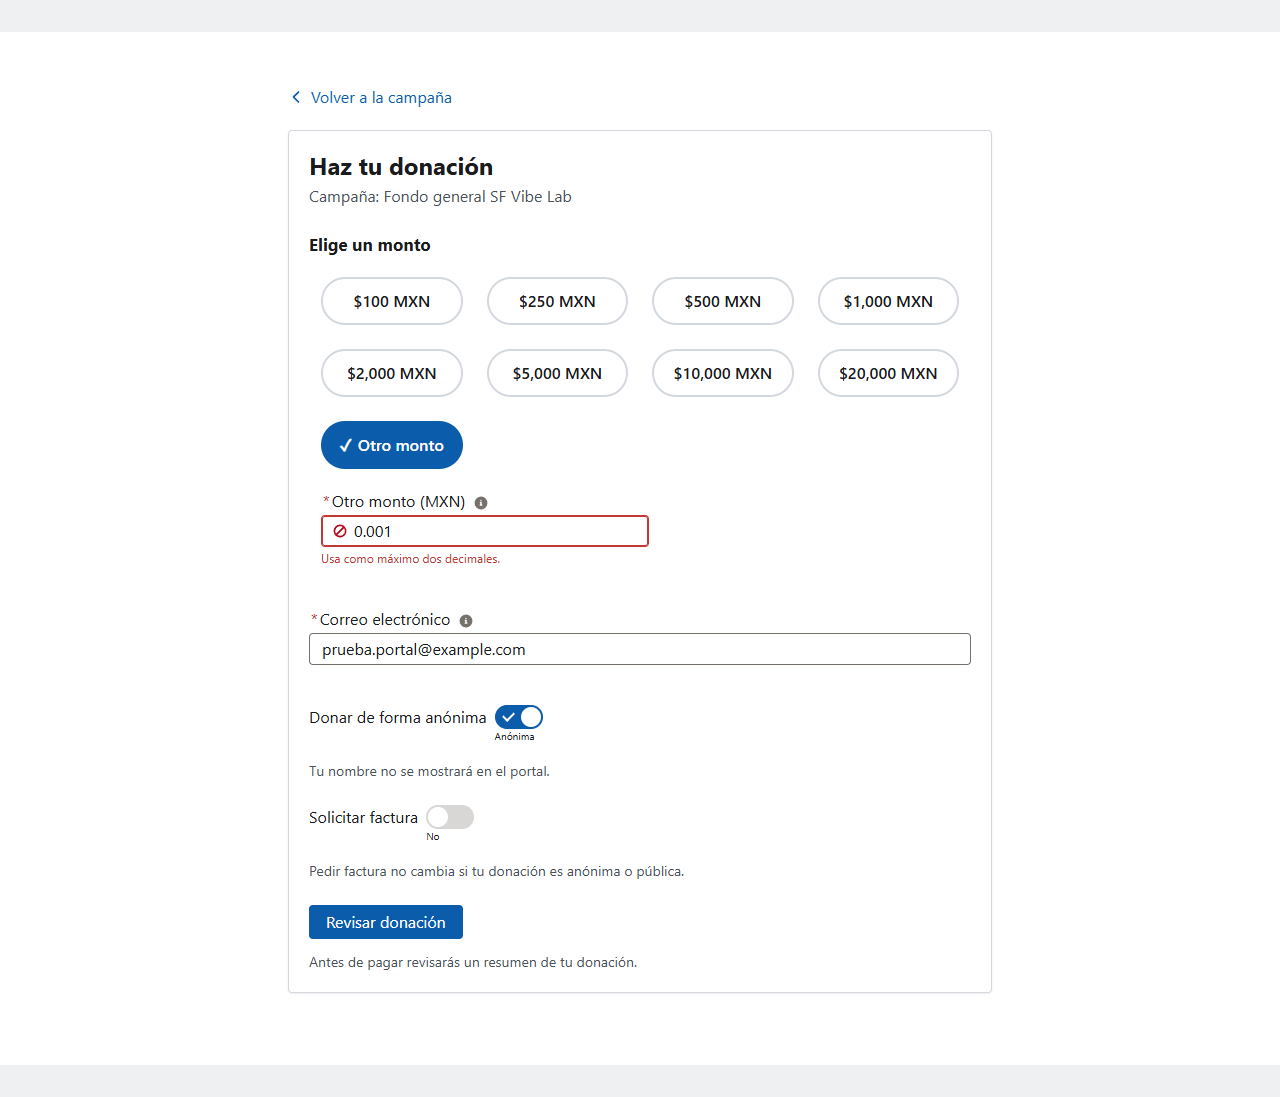 Volver a la campaña
Haz tu donación
Campaña: Fondo general SF Vibe Lab
Elige un monto
$100 MXN
$250 MXN
$500 MXN
$1,000 MXN
$2,000 MXN
$5,000 MXN
$10,000 MXN
$20,000 MXN
Otro monto
*Otro monto (MXN)
0.001
Usa como máximo dos decimales.
*Correo electrónico
prueba.portal@example.com
Donar de forma anónima
Anónima
Tu nombre no se mostrará en el portal.
Solicitar factura
No
Pedir factura no cambia si tu donación es anónima o pública.
Revisar donación
Antes de pagar revisarás un resumen de tu donación.